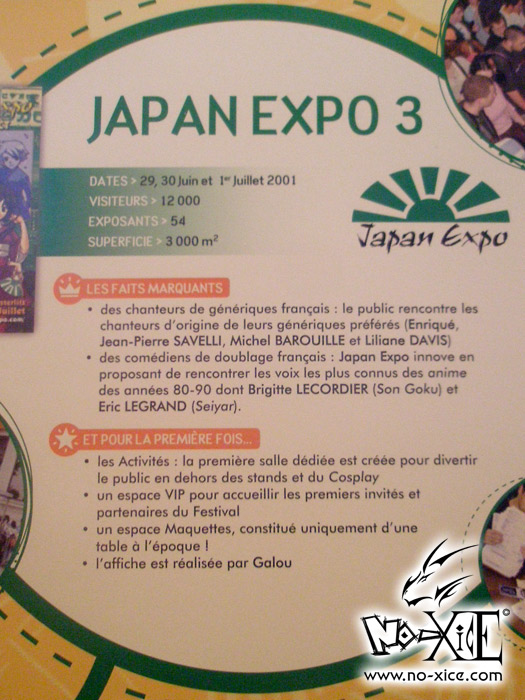 JAPAN EXPO 3
DATES > 29, 30 Juin et 1er Juillet 2001
VISITEURS > 12 000
EXPOSANTS > 54
SUPERFICIE > 3 000 m²
Japan Expo
LES FAITS MARQUANTS
• des chanteurs de génériques français : le public rencontre les
chanteurs d'origine de leurs génériques préférés (Enriqué,
Jean-Pierre SAVELLI, Michel BAROUILLE et Liliane DAVIS)
• des comédiens de doublage français : Japan Expo innove en
proposant de rencontrer les voix les plus connus des anime
des années 80-90 dont Brigitte LECORDIER (Son Goku) et
Eric LEGRAND (Seiyar).
ET POUR LA PREMIÈRE FOIS...
• les Activités : la première salle dédiée est créée pour divertir
le public en dehors des stands et du Cosplay
• un espace VIP pour accueillir les premiers invités et
partenaires du Festival
• un espace Maquettes, constitué uniquement d'une
table à l'époque !
• l'affiche est réalisée par Galou
No-Xice©
www.no-xice.com